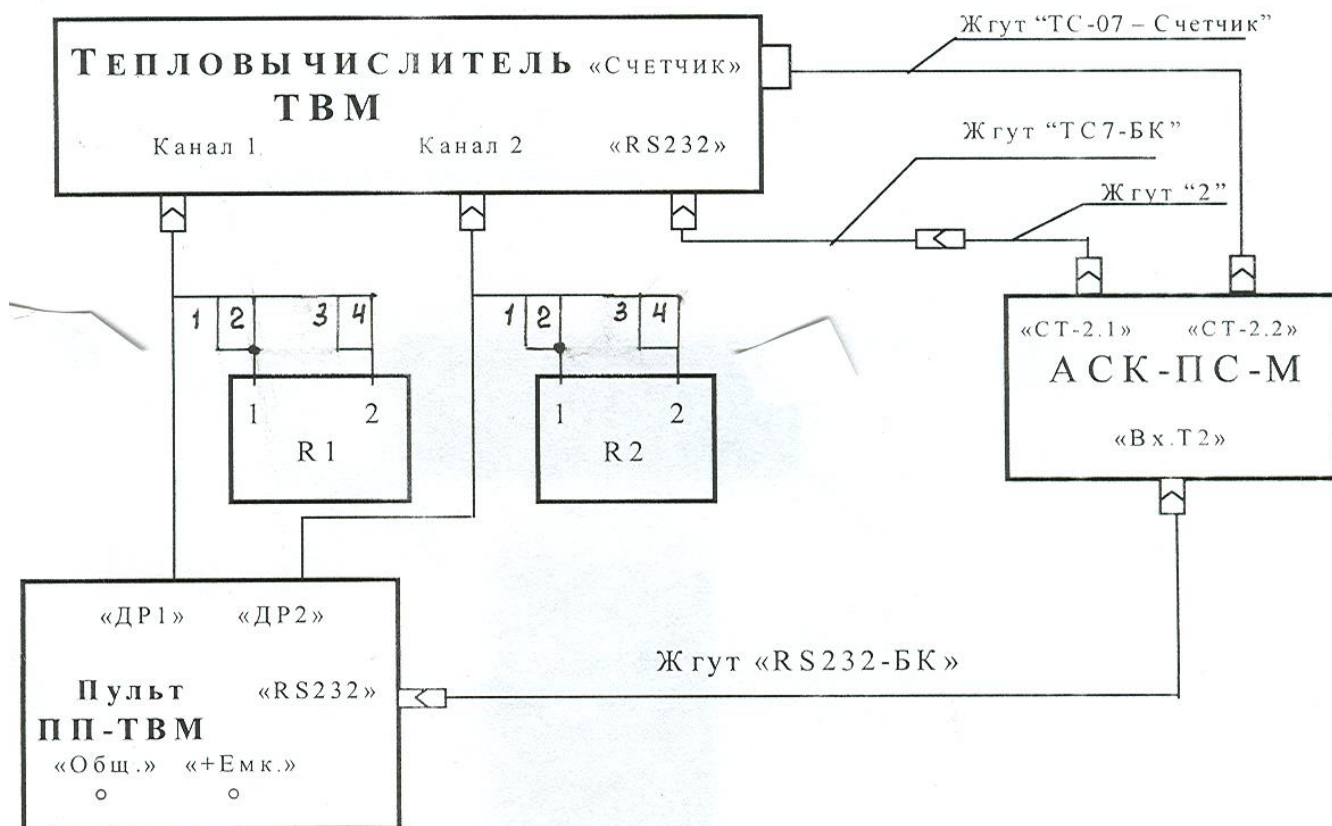 Жгут “ТС-07 – Счетчик”
ТЕПЛОВЫЧИСЛИТЕЛЬ «Счетчик»
ТВМ
Жгут “ТС7-БК”
Канал 1
Канал 2
«RS232»
Жгут “2”
1 2 3 4
1 2 3 4
«СТ-2.1» «СТ-2.2»
АСК-ПС-М
1 2
1 2
R1
R2
«Вх.Т2»
«ДР1» «ДР2»
Жгут «RS232-БК»
Пульт «RS232»
ПП-ТВМ
«Общ.» «+Емк.»